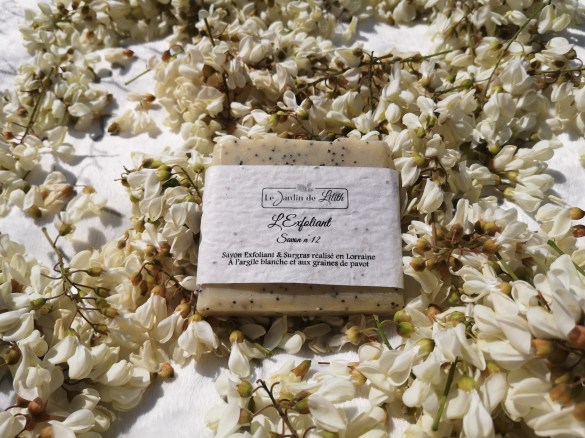 Le Jardin de Lilith
L'Exfoliant
Savon n°12
Savon Exfoliant & Surgras réalisé en Lorraine
À l'argile blanche et aux graines de pavot